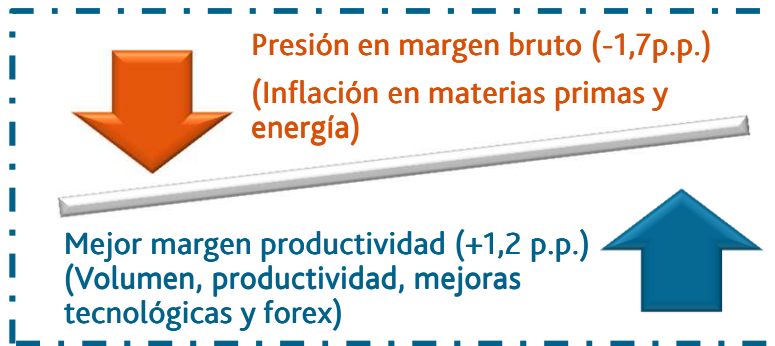 Presión en margen bruto (-1,7p.p.)
(Inflación en materias primas y
energía)
Mejor margen productividad (+1,2 p.p.)
(Volumen, productividad, mejoras
tecnológicas y forex)